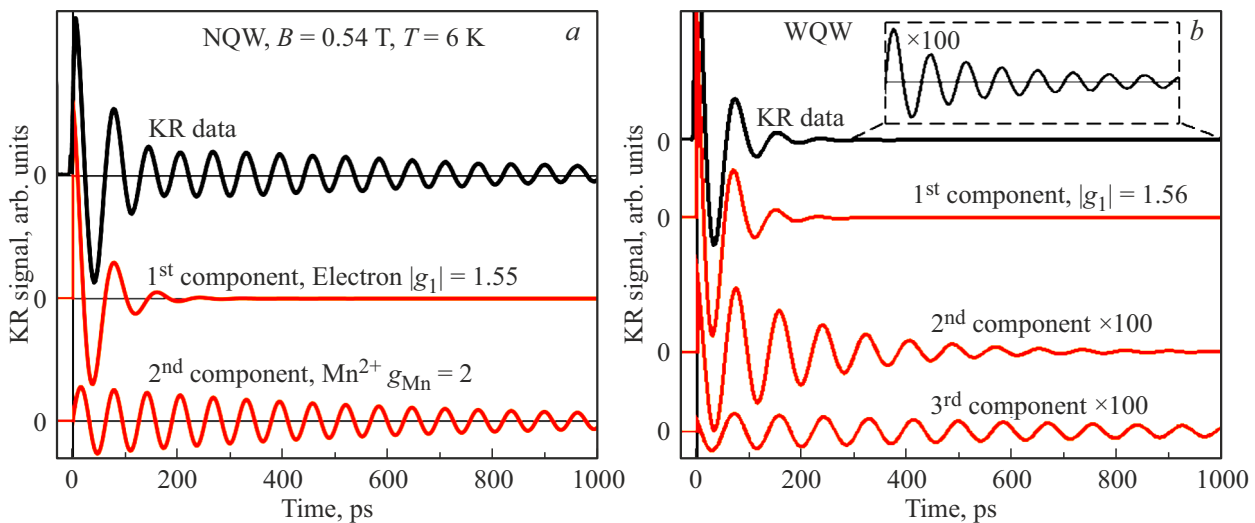 NQW, B = 0.54 T, T = 6 K
a
KR data
0
1st component, Electron |g1| = 1.55
0
2nd component, Mn2+ gMn = 2
0
KR signal, arb. units
0 200 400 600 800 1000
Time, ps
WQW
b
×100
KR data
0
1st component, |g1| = 1.56
0
2nd component ×100
0
3rd component ×100
0
KR signal, arb. units
0 200 400 600 800 1000
Time, ps